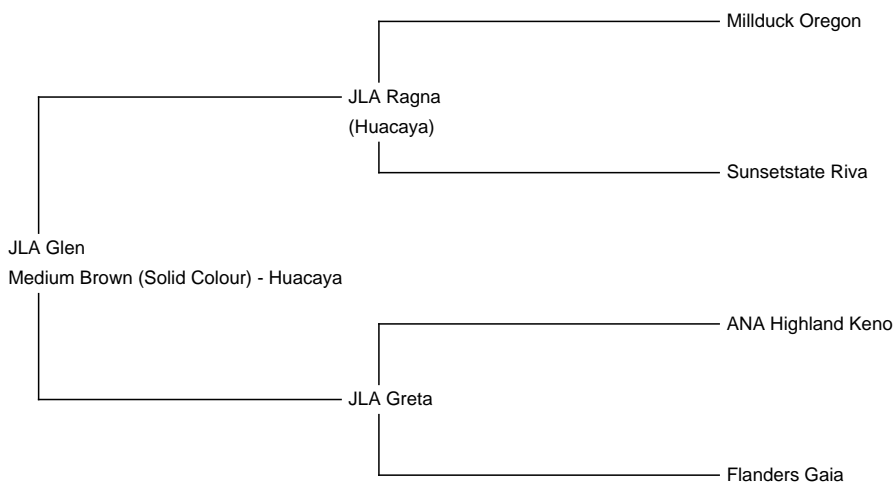 Millduck Oregon
JLA Ragna
(Huacaya)
Sunsetstate Riva
JLA Glen
Medium Brown (Solid Colour) - Huacaya
ANA Highland Keno
JLA Greta
Flanders Gaia